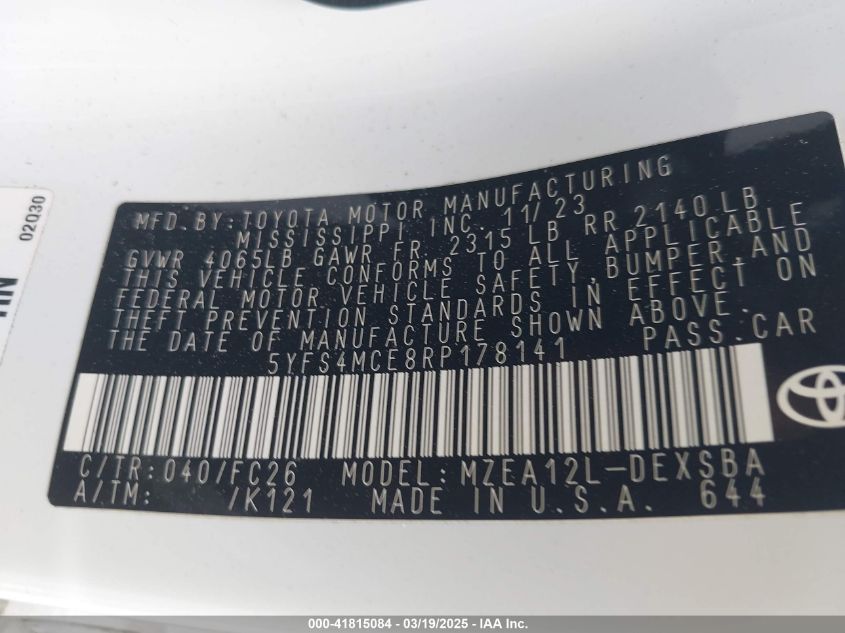 02030
MFD. BY: TOYOTA MOTOR MANUFACTURING
MISSISSIPPI INC. 11/23
GVWR 4065LB GAWR FR. 2315 LB RR 2140LB
THIS VEHICLE CONFORMS TO ALL APPLICABLE
FEDERAL MOTOR VEHICLE SAFETY, BUMPER, AND
THEFT PREVENTION STANDARDS IN EFFECT ON
THE DATE OF MANUFACTURE SHOWN ABOVE.
5YFS4MCE8RP178141 PASS. CAR
C/TR: 040/FC26 MODEL: MZEA12L-DEXSBA
A/TM: /K121 MADE IN U.S.A. 644
000-41815084 - 03/19/2025 - IAA Inc.